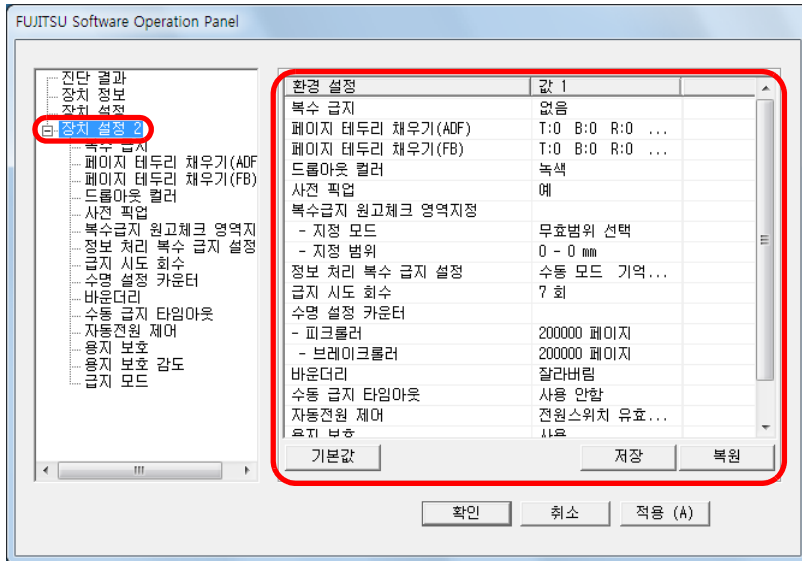 FUJITSU Software Operation Panel
진단 결과
장치 정보
장치 설정
장치 설정 2
복수 급지
페이지 테두리 채우기(ADF
페이지 테두리 채우기(FB)
드롭아웃 컬러
사전 픽업
복수급지 원고체크 영역지
정보 처리 복수 급지 설정
급지 시도 회수
수명 설정 카운터
바운더리
수동 급지 타임아웃
자동전원 제어
용지 보호
용지 보호 감도
급지 모드
환경 설정 값 1
복수 급지 없음
페이지 테두리 채우기(ADF) T:0 B:0 R:0 ...
페이지 테두리 채우기(FB) T:0 B:0 R:0 ...
드롭아웃 컬러 녹색
사전 픽업 예
복수급지 원고체크 영역지정
- 지정 모드 무효범위 선택
- 지정 범위 0 - 0 mm
정보 처리 복수 급지 설정 수동 모드 기억...
급지 시도 회수 7 회
수명 설정 카운터
- 피크롤러 200000 페이지
- 브레이크롤러 200000 페이지
바운더리 잘라버림
수동 급지 타임아웃 사용 안함
자동전원 제어 전원스위치 유효...
용지 보호 사용
기본값 저장 복원
확인 취소 적용 (A)